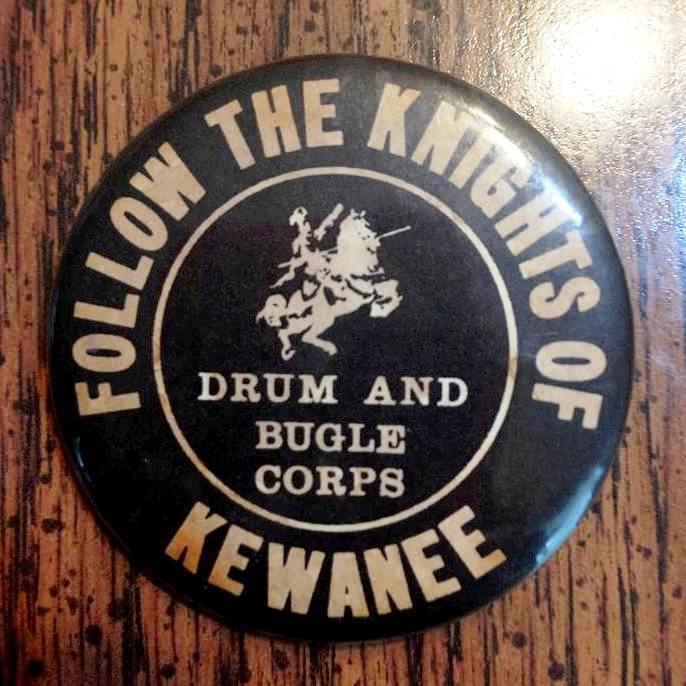 FOLLOW THE KNIGHTS OF
DRUM AND
BUGLE
CORPS
KEWANEE